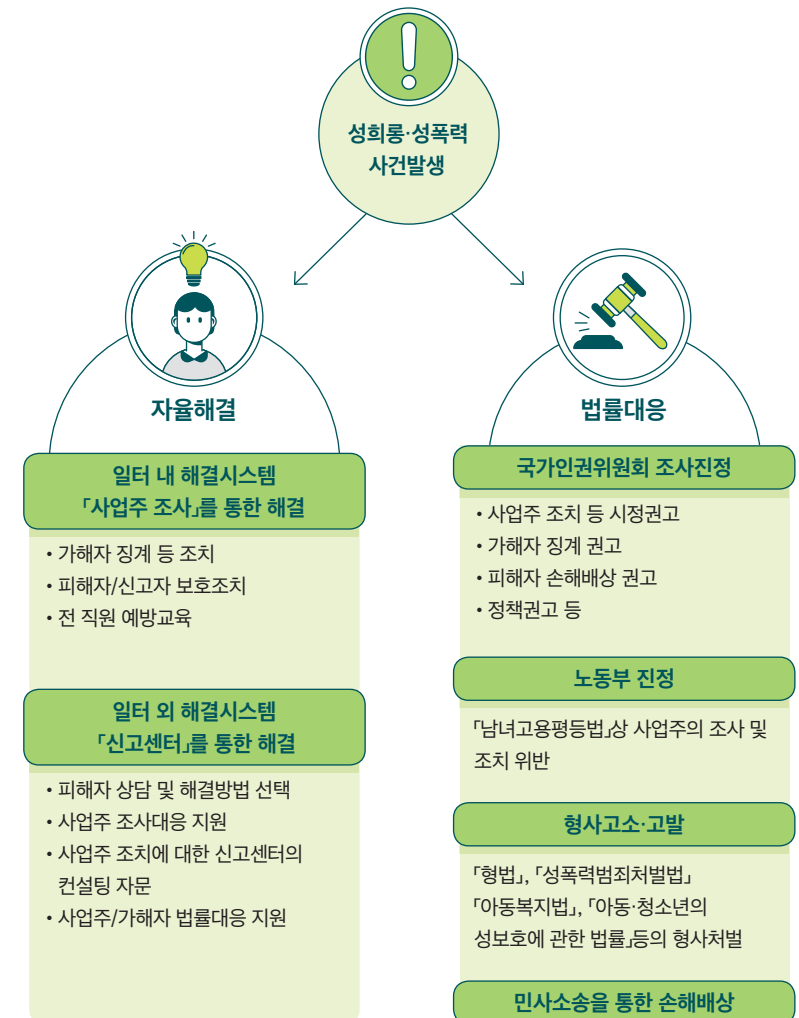 성희롱·성폭력
사건발생
자율해결
일터 내 해결시스템
「사업주 조사」를 통한 해결
• 가해자 징계 등 조치
• 피해자/신고자 보호조치
• 전 직원 예방교육
일터 외 해결시스템
「신고센터」를 통한 해결
• 피해자 상담 및 해결방법 선택
• 사업주 조사대응 지원
• 사업주 조치에 대한 신고센터의
컨설팅 자문
• 사업주/가해자 법률대응 지원
법률대응
국가인권위원회 조사진정
• 사업주 조치 등 시정권고
• 가해자 징계 권고
• 피해자 손해배상 권고
• 정책권고 등
노동부 진정
「남녀고용평등법」상 사업주의 조사 및
조치 위반
형사고소·고발
「형법」, 「성폭력범죄처벌법」
「아동복지법」, 「아동·청소년의
성보호에 관한 법률」등의 형사처벌
민사소송을 통한 손해배상